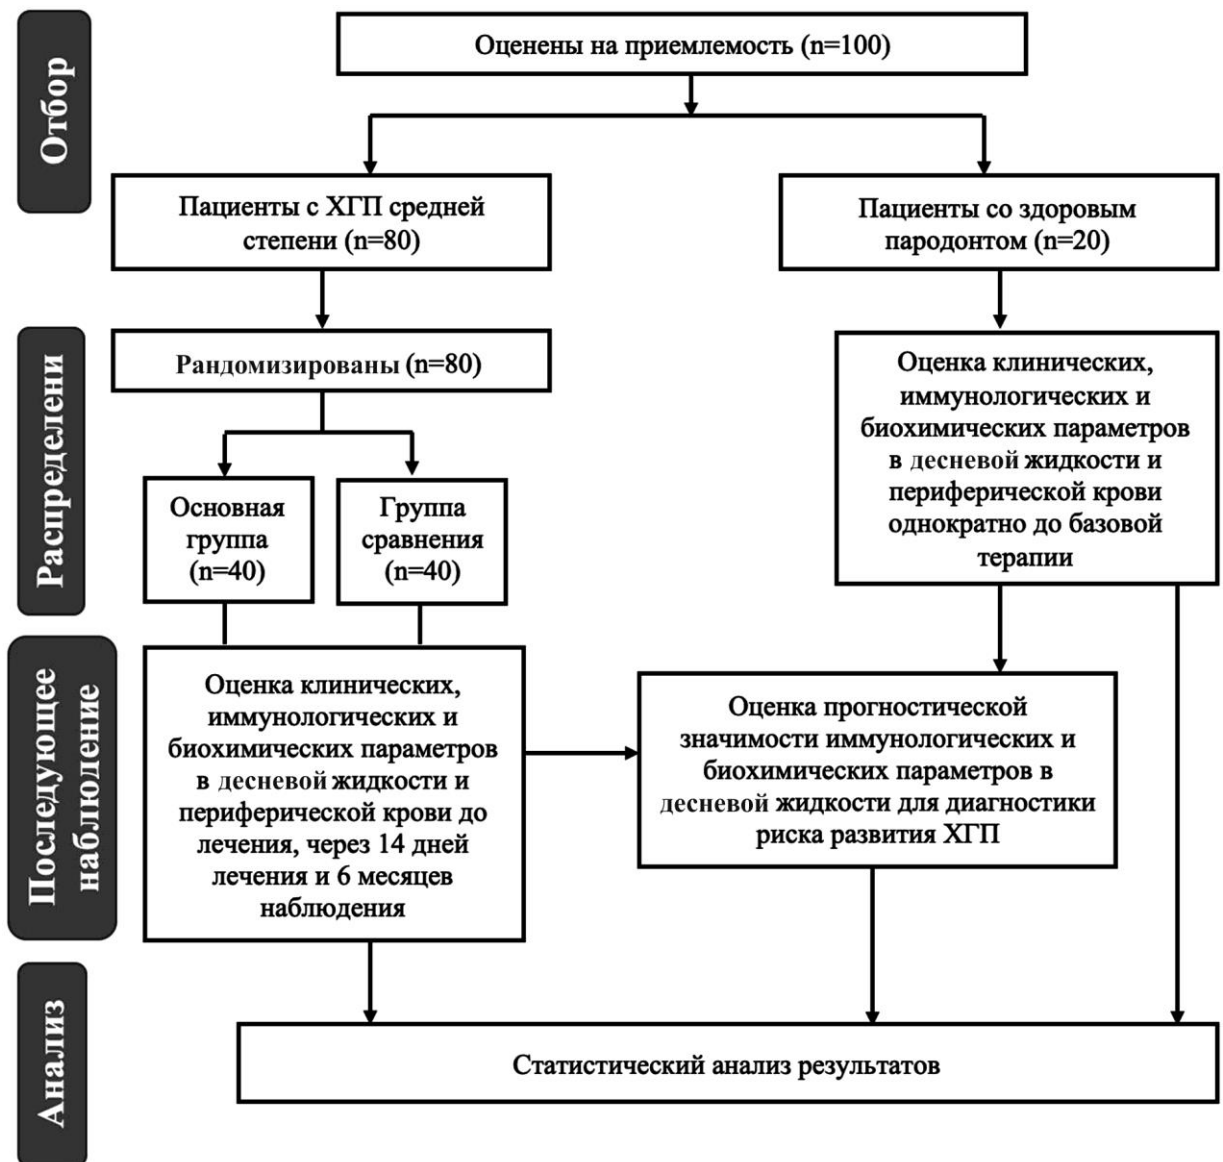 Отбор
Оценены на приемлемость (n=100)
Пациенты с ХГП средней
степени (n=80)
Пациенты со здоровым
пародонтом (n=20)
Распределени
Рандомизированы (n=80)
Основная
группа
(n=40)
Группа
сравнения
(n=40)
Оценка клинических,
иммунологических и
биохимических параметров
в десневой жидкости и
периферической крови
однократно до базовой
терапии
Последующее
наблюдение
Оценка клинических,
иммунологических и
биохимических параметров
в десневой жидкости и
периферической крови до
лечения, через 14 дней
лечения и 6 месяцев
наблюдения
Оценка прогностической
значимости иммунологических и
биохимических параметров в
десневой жидкости для диагностики
риска развития ХГП
Анализ
Статистический анализ результатов